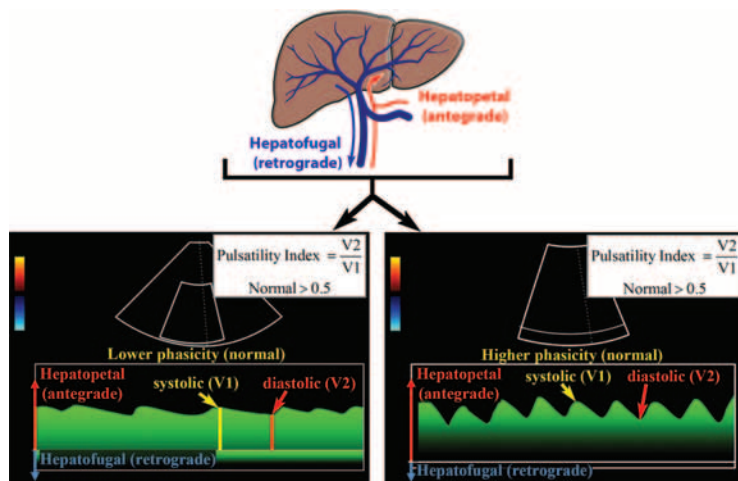 Hepatopetal
(antegrade)
Hepatofugal
(retrograde)
Pulsatility Index = V2
V1
Normal > 0.5
Lower phasicity (normal)
Hepatopetal
(antegrade)
systolic (V1)
diastolic (V2)
Hepatofugal (retrograde)
Pulsatility Index = V2
V1
Normal > 0.5
Higher phasicity (normal)
Hepatopetal
(antegrade)
systolic (V1)
diastolic (V2)
Hepatofugal (retrograde)